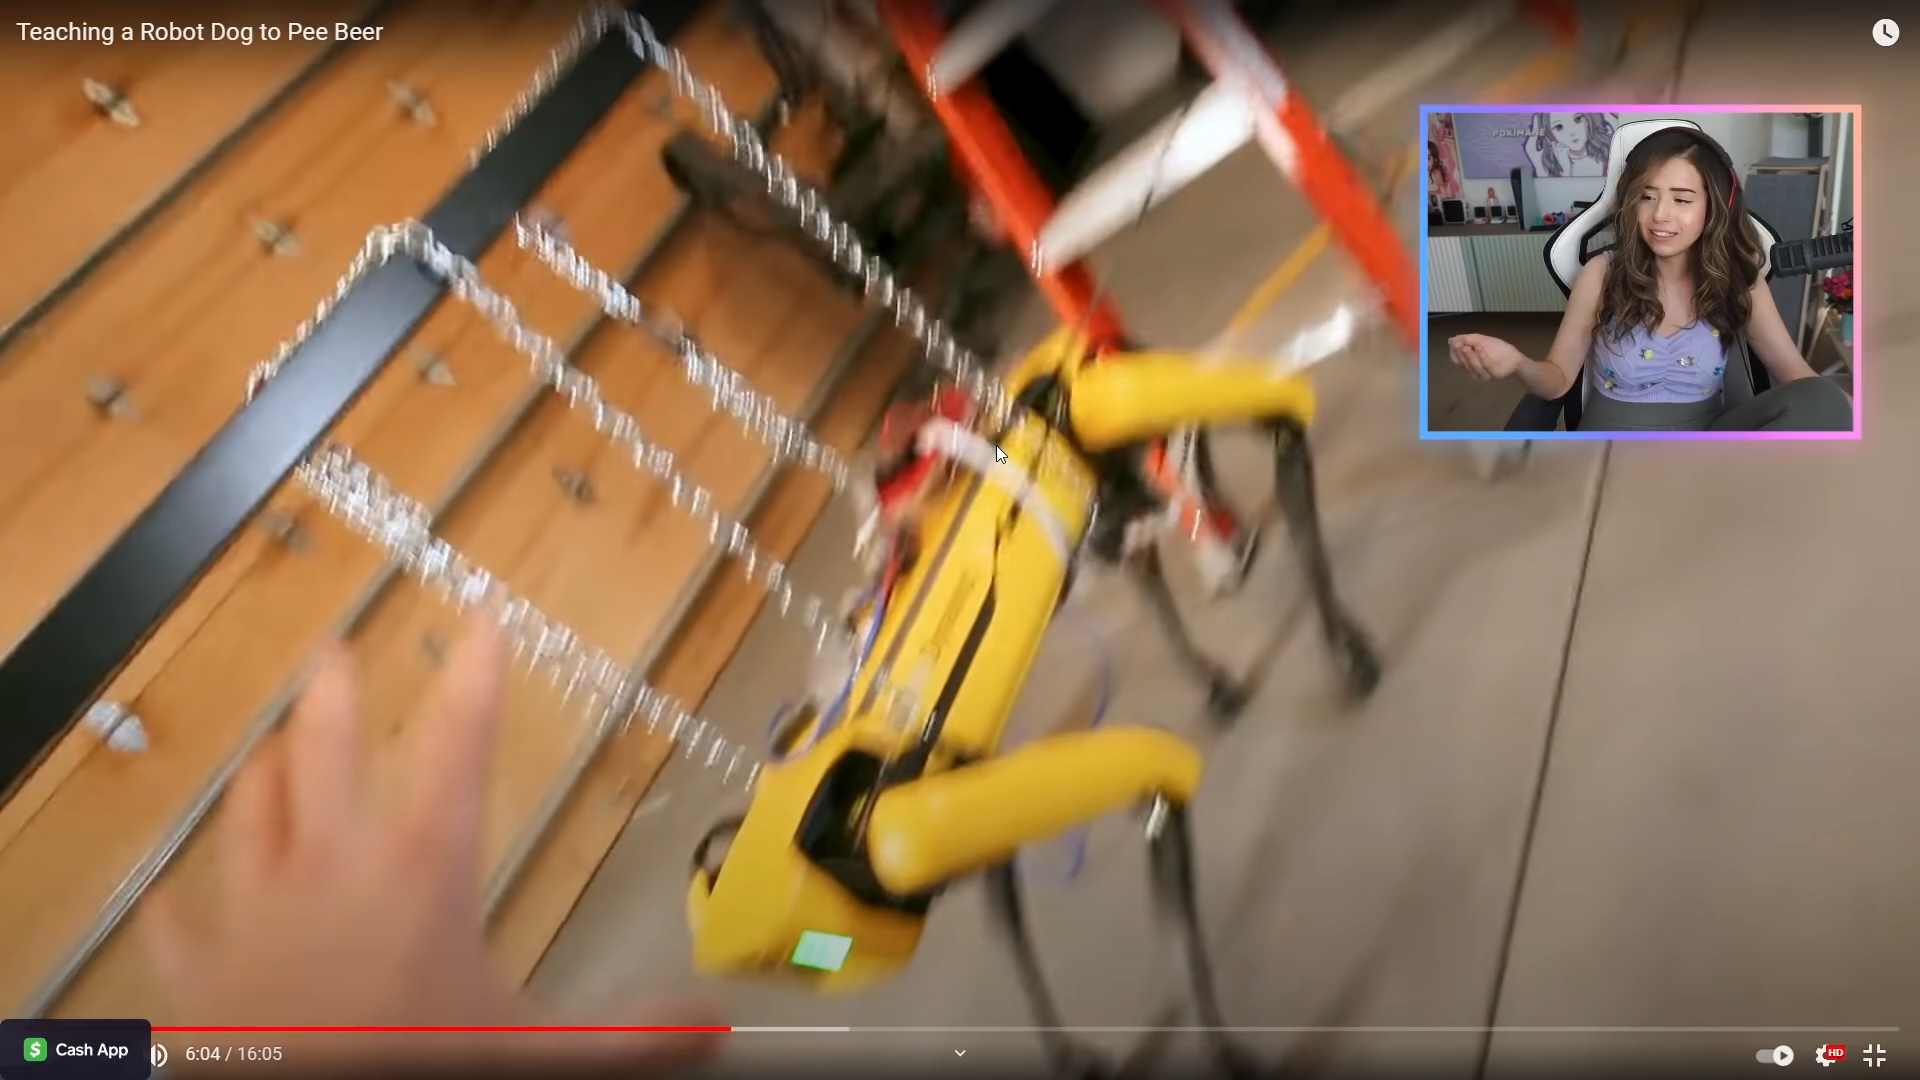 Teaching a Robot Dog to Pee Beer
POKIMANE
$ Cash App
6:04 / 16:05
HD